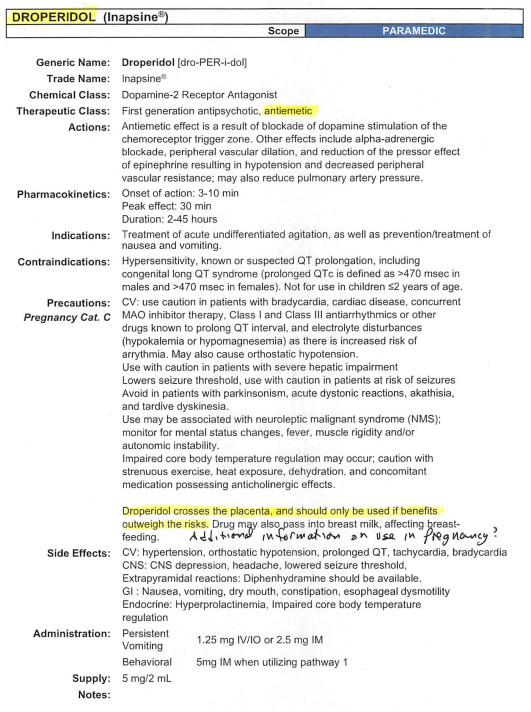 DROPERIDOL (Inapsine®)
Scope PARAMEDIC
Generic Name: Droperidol [dro-PER-i-dol]
Trade Name: Inapsine®
Chemical Class: Dopamine-2 Receptor Antagonist
Therapeutic Class: First generation antipsychotic, antiemetic
Actions: Antiemetic effect is a result of blockade of dopamine stimulation of the
chemoreceptor trigger zone. Other effects include alpha-adrenergic
blockade, peripheral vascular dilation, and reduction of the pressor effect
of epinephrine resulting in hypotension and decreased peripheral
vascular resistance; may also reduce pulmonary artery pressure.
Pharmacokinetics: Onset of action: 3-10 min
Peak effect: 30 min
Duration: 2-45 hours
Indications: Treatment of acute undifferentiated agitation, as well as prevention/treatment of
nausea and vomiting.
Contraindications: Hypersensitivity, known or suspected QT prolongation, including
congenital long QT syndrome (prolonged QTc is defined as >470 msec in
males and >470 msec in females). Not for use in children ≤2 years of age.
Precautions: CV: use caution in patients with bradycardia, cardiac disease, concurrent
Pregnancy Cat. C MAO inhibitor therapy, Class I and Class III antiarrhythmics or other
drugs known to prolong QT interval, and electrolyte disturbances
(hypokalemia or hypomagnesemia) as there is increased risk of
arrythmia. May also cause orthostatic hypotension.
Use with caution in patients with severe hepatic impairment
Lowers seizure threshold, use with caution in patients at risk of seizures
Avoid in patients with parkinsonism, acute dystonic reactions, akathisia,
and tardive dyskinesia.
Use may be associated with neuroleptic malignant syndrome (NMS);
monitor for mental status changes, fever, muscle rigidity and/or
autonomic instability.
Impaired core body temperature regulation may occur; caution with
strenuous exercise, heat exposure, dehydration, and concomitant
medication possessing anticholinergic effects.
Droperidol crosses the placenta, and should only be used if benefits
outweigh the risks. Drug may also pass into breast milk, affecting breast-
feeding. Additional information on use in pregnancy?
Side Effects: CV: hypertension, orthostatic hypotension, prolonged QT, tachycardia, bradycardia
CNS: CNS depression, headache, lowered seizure threshold,
Extrapyramidal reactions: Diphenhydramine should be available.
GI : Nausea, vomiting, dry mouth, constipation, esophageal dysmotility
Endocrine: Hyperprolactinemia, Impaired core body temperature
regulation
Administration: Persistent
Vomiting 1.25 mg IV/IO or 2.5 mg IM
Behavioral 5mg IM when utilizing pathway 1
Supply: 5 mg/2 mL
Notes: